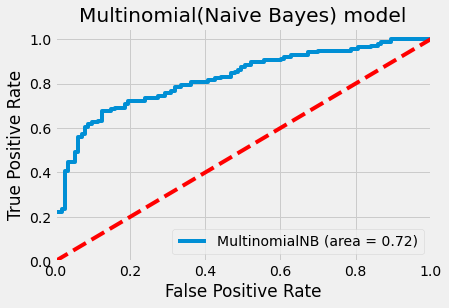 Multinomial(Naive Bayes) model
True Positive Rate
1.0
0.8
0.6
0.4
0.2
0.0
MultinomialNB (area = 0.72)
0.0 0.2 0.4 0.6 0.8 1.0
False Positive Rate